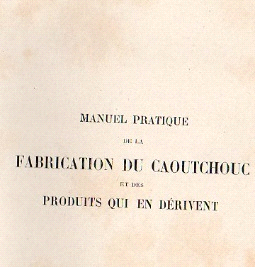 MANUEL PRATIQUE
DE LA
FABRICATION DU CAOUTCHOUC
ET DES
PRODUITS QUI EN DÉRIVENT